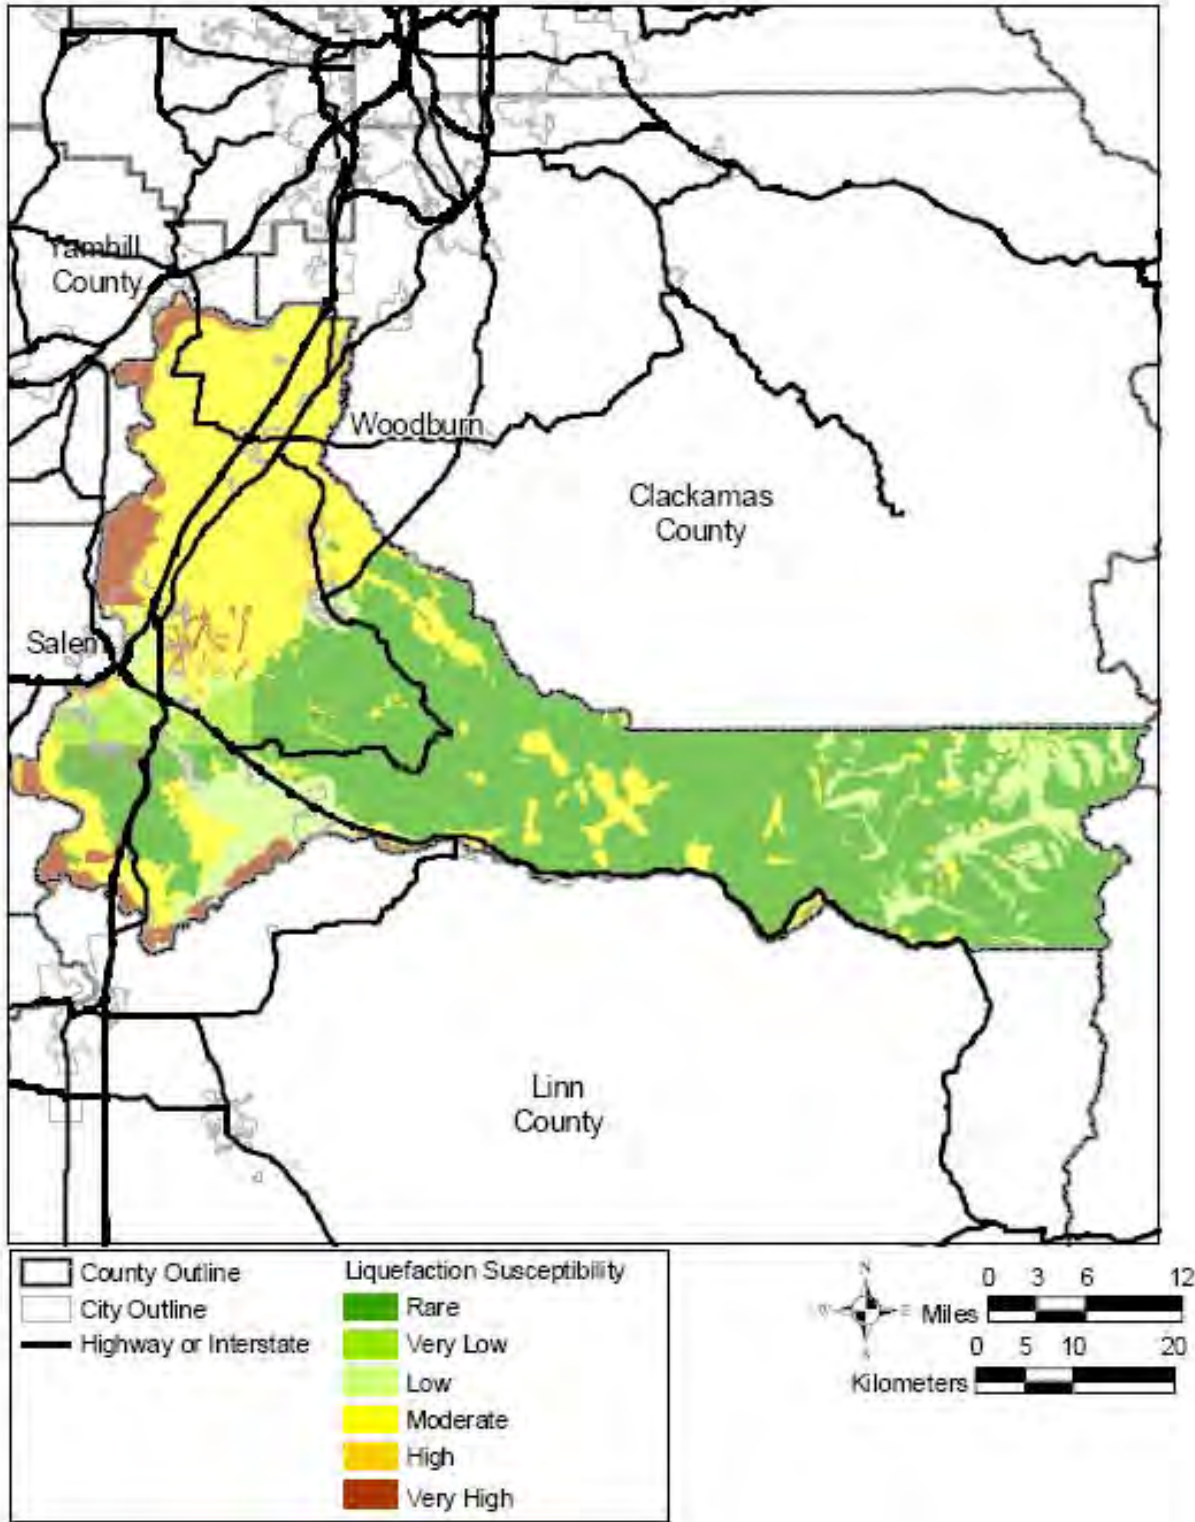 Yamhill
County
Woodburn
Clackamas
County
Salem
Linn
County
County Outline
City Outline
Highway or Interstate
Liquefaction Susceptibility
Rare
Very Low
Low
Moderate
High
Very High
N
W
E
S
0 3 6 12
Miles
0 5 10 20
Kilometers